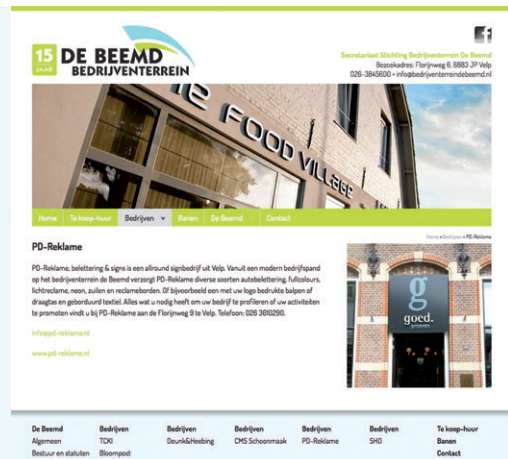 15
JAAR
DE BEEMD
BEDRIJVENTERREIN
f
Secretariaat Stichting Bedrijventerrein De Beemd
Bezoekadres: Florijnweg 6, 6883 JP Velp
026-3645600 • info@bedrijventerreindebeemd.nl
THE FOOD VILLAGE
Home Te koop-huur Bedrijven Banen De Beemd Contact
Home » Bedrijven » PD-Reklame
PD-Reklame
PD-Reklame, belettering & signs is een allround signbedrijf uit Velp. Vanuit een modern bedrijfspand
op het bedrijventerrein de Beemd verzorgt PD-Reklame diverse soorten autobelettering, fullcolours,
lichtreclame, neon, zuilen en reclameborden. Of bijvoorbeeld een met uw logo bedrukte balpen of
draagtas en geborduurd textiel. Alles wat u nodig heeft om uw bedrijf te profileren of uw activiteiten
te promoten vindt u bij PD-Reklame aan de Florijnweg 9 te Velp. Telefoon: 026 3610290.
info@pd-reklame.nl
www.pd-reklame.nl
g
goed.
proeven
De Beemd Bedrijven Bedrijven Bedrijven Bedrijven Bedrijven Te koop-huur
Algemeen TCKI Deunk&Heebing CMS Schoonmaak PD-Reklame SHO Banen
Bestuur en statuten Bloompost Contact